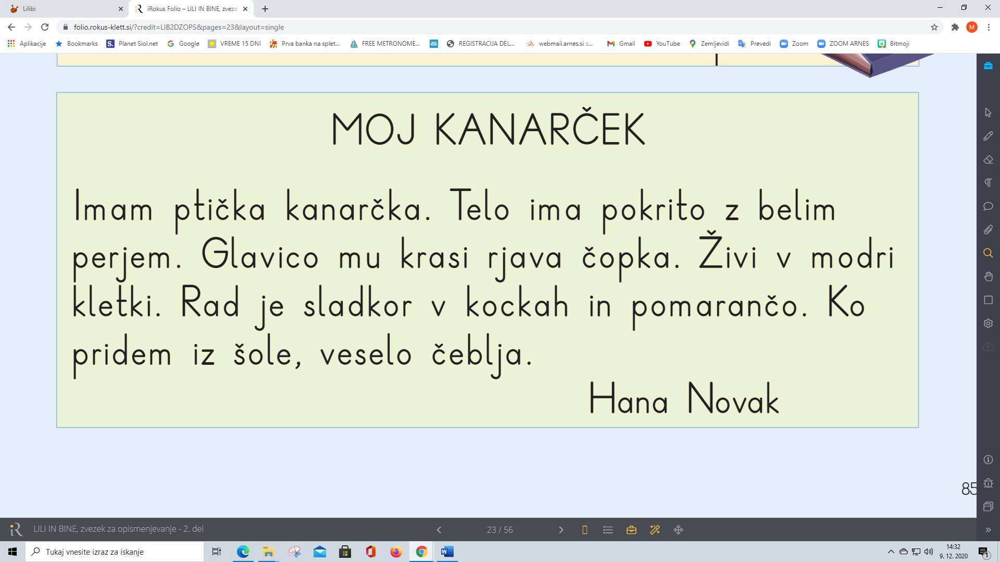 Lilibi
iRokus Folio – LILI IN BINE, zveze
folio.rokus-klett.si/?credit=LIB2DZOPS&pages=23&layout=single
M
Aplikacije Bookmarks S. Planet Siol.net Google VREME 15 DNI Prva banka na splet... FREE METRONOME... as REGISTRACIJA DEL... webmail.arnes.si ::... Gmail YouTube Zemljevidi Prevedi Zoom ZOOM ARNES Bitmoji
MOJ KANARČEK
Imam ptička kanarčka. Telo ima pokrito z belim
perjem. Glavico mu krasi rjava čopka. Živi v modri
kletki. Rad je sladkor v kockah in pomarančo. Ko
pridem iz šole, veselo čeblja.
Hana Novak
85
iR LILI IN BINE, zvezek za opismenjevanje - 2. del 23 / 56
Tukaj vnesite izraz za iskanje
14:32
9. 12. 2020
1